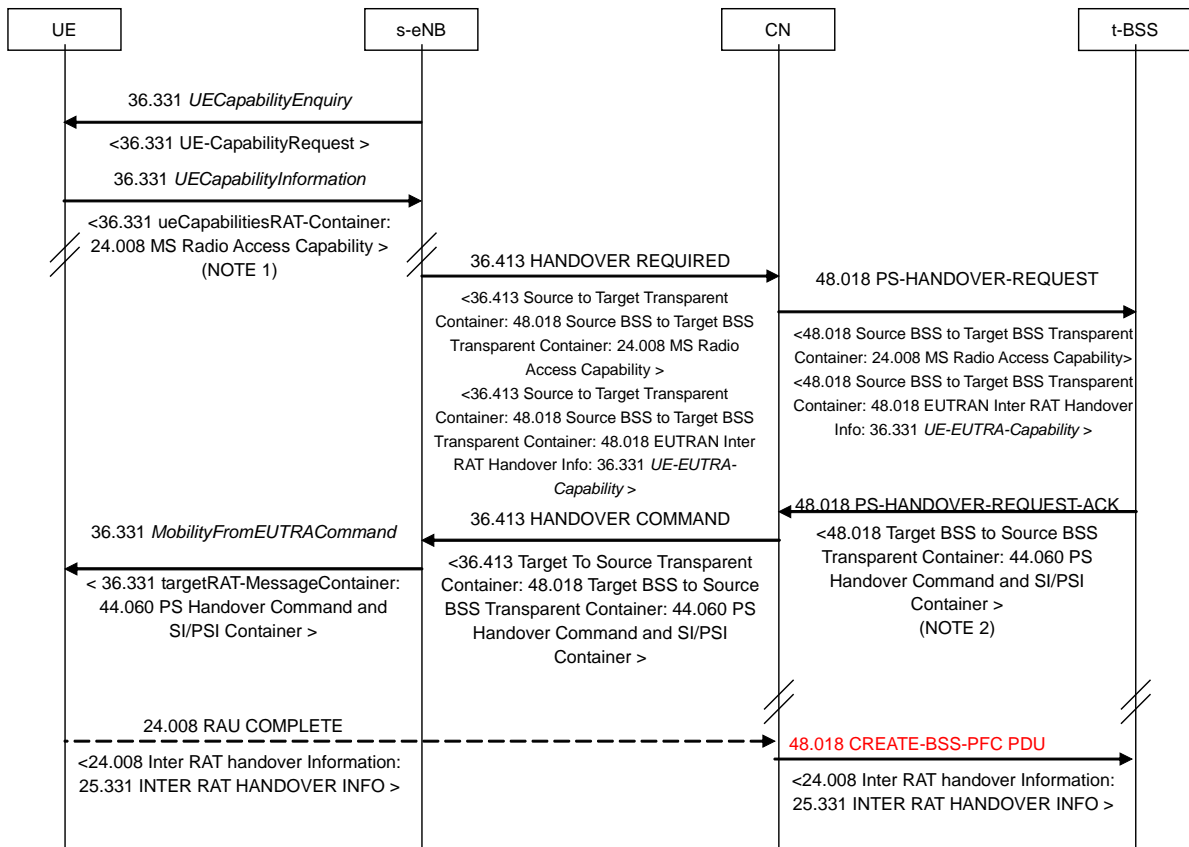 UE
s-eNB
CN
t-BSS
36.331 UECapabilityEnquiry
<36.331 UE-CapabilityRequest >
36.331 UECapabilityInformation
<36.331 ueCapabilitiesRAT-Container:
24.008 MS Radio Access Capability >
(NOTE 1)
36.413 HANDOVER REQUIRED
<36.413 Source to Target Transparent
Container: 48.018 Source BSS to Target BSS
Transparent Container: 24.008 MS Radio
Access Capability >
<36.413 Source to Target Transparent
Container: 48.018 Source BSS to Target BSS
Transparent Container: 48.018 EUTRAN Inter
RAT Handover Info: 36.331 UE-EUTRA-
Capability >
48.018 PS-HANDOVER-REQUEST
<48.018 Source BSS to Target BSS Transparent
Container: 24.008 MS Radio Access Capability>
<48.018 Source BSS to Target BSS Transparent
Container: 48.018 EUTRAN Inter RAT Handover
Info: 36.331 UE-EUTRA-Capability >
48.018 PS-HANDOVER-REQUEST-ACK
<48.018 Target BSS to Source BSS
Transparent Container: 44.060 PS
Handover Command and SI/PSI
Container >
(NOTE 2)
36.413 HANDOVER COMMAND
<36.413 Target To Source Transparent
Container: 48.018 Target BSS to Source
BSS Transparent Container: 44.060 PS
Handover Command and SI/PSI
Container >
36.331 MobilityFromEUTRACommand
< 36.331 targetRAT-MessageContainer:
44.060 PS Handover Command and
SI/PSI Container >
24.008 RAU COMPLETE
<24.008 Inter RAT handover Information:
25.331 INTER RAT HANDOVER INFO >
48.018 CREATE-BSS-PFC PDU
<24.008 Inter RAT handover Information:
25.331 INTER RAT HANDOVER INFO >